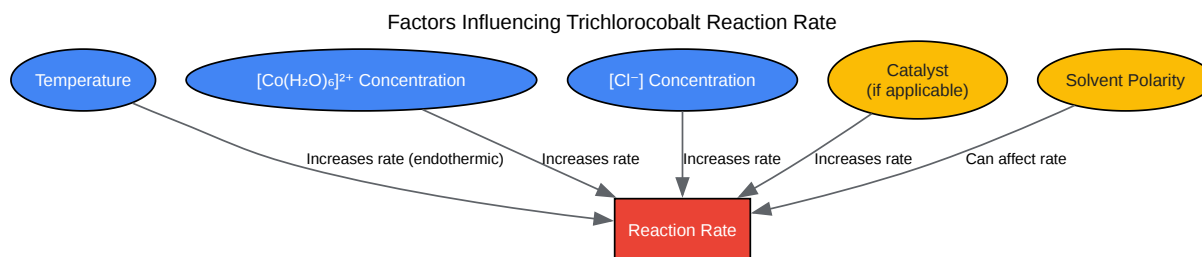 Factors Influencing Trichlorocobalt Reaction Rate
Temperature
[Co(H₂O)₆]²⁺ Concentration
[Cl⁻] Concentration
Catalyst
(if applicable)
Solvent Polarity
Increases rate (endothermic)
Increases rate
Increases rate
Increases rate
Can affect rate
Reaction Rate